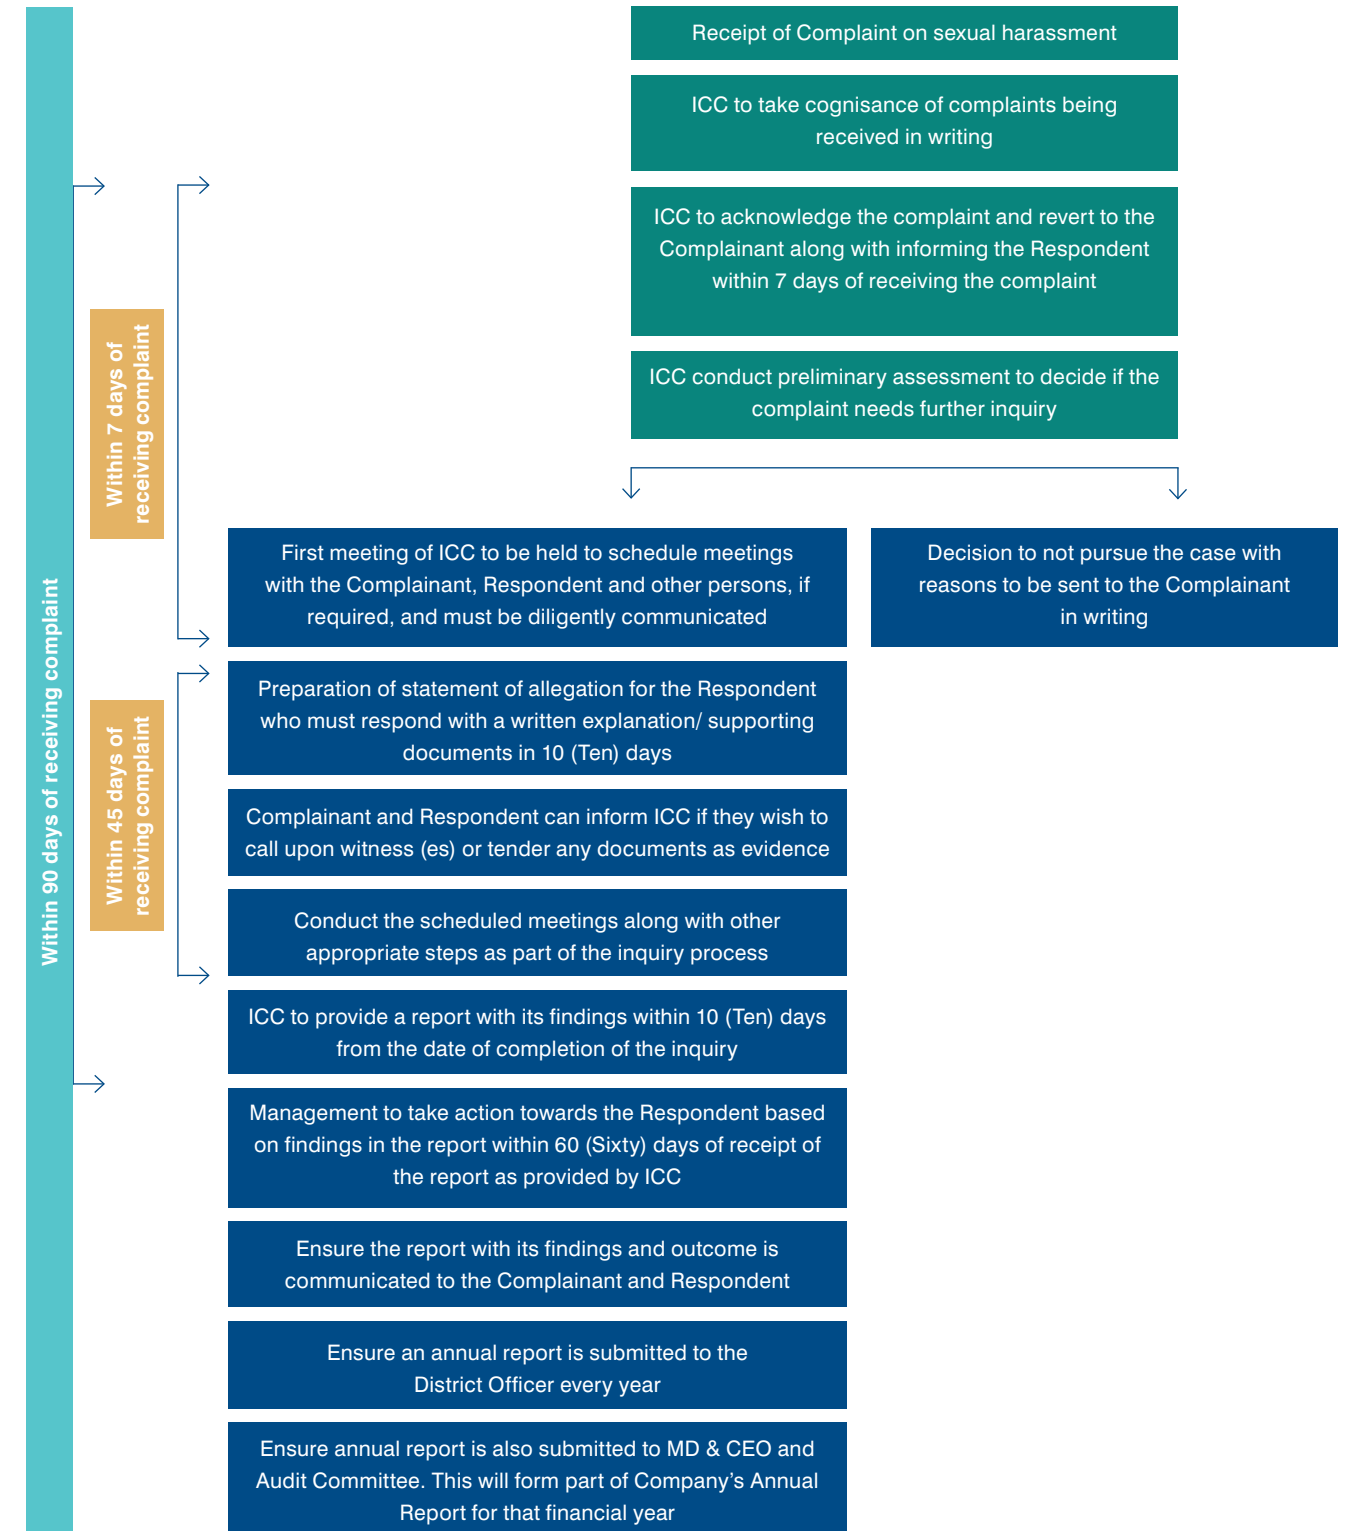 Receipt of Complaint on sexual harassment
ICC to take cognisance of complaints being
received in writing
ICC to acknowledge the complaint and revert to the
Complainant along with informing the Respondent
within 7 days of receiving the complaint
ICC conduct preliminary assessment to decide if the
complaint needs further inquiry
Within 90 days of receiving complaint
Within 7 days of
receiving complaint
First meeting of ICC to be held to schedule meetings
with the Complainant, Respondent and other persons, if
required, and must be diligently communicated
Decision to not pursue the case with
reasons to be sent to the Complainant
in writing
Within 45 days of
receiving complaint
Preparation of statement of allegation for the Respondent
who must respond with a written explanation/ supporting
documents in 10 (Ten) days
Complainant and Respondent can inform ICC if they wish to
call upon witness (es) or tender any documents as evidence
Conduct the scheduled meetings along with other
appropriate steps as part of the inquiry process
ICC to provide a report with its findings within 10 (Ten) days
from the date of completion of the inquiry
Management to take action towards the Respondent based
on findings in the report within 60 (Sixty) days of receipt of
the report as provided by ICC
Ensure the report with its findings and outcome is
communicated to the Complainant and Respondent
Ensure an annual report is submitted to the
District Officer every year
Ensure annual report is also submitted to MD & CEO and
Audit Committee. This will form part of Company's Annual
Report for that financial year